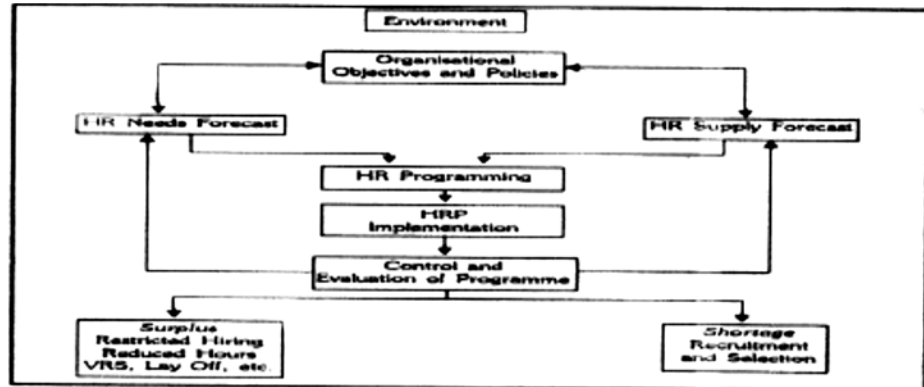 Environment
Organisational
Objectives and Policies
HR Needs Forecast
HR Supply Forecast
HR Programming
HRP
Implementation
Control and
Evaluation of Programme
Surplus
Restricted Hiring
Reduced Hours
VRS, Lay Off, etc.
Shortage
Recruitment
and Selection